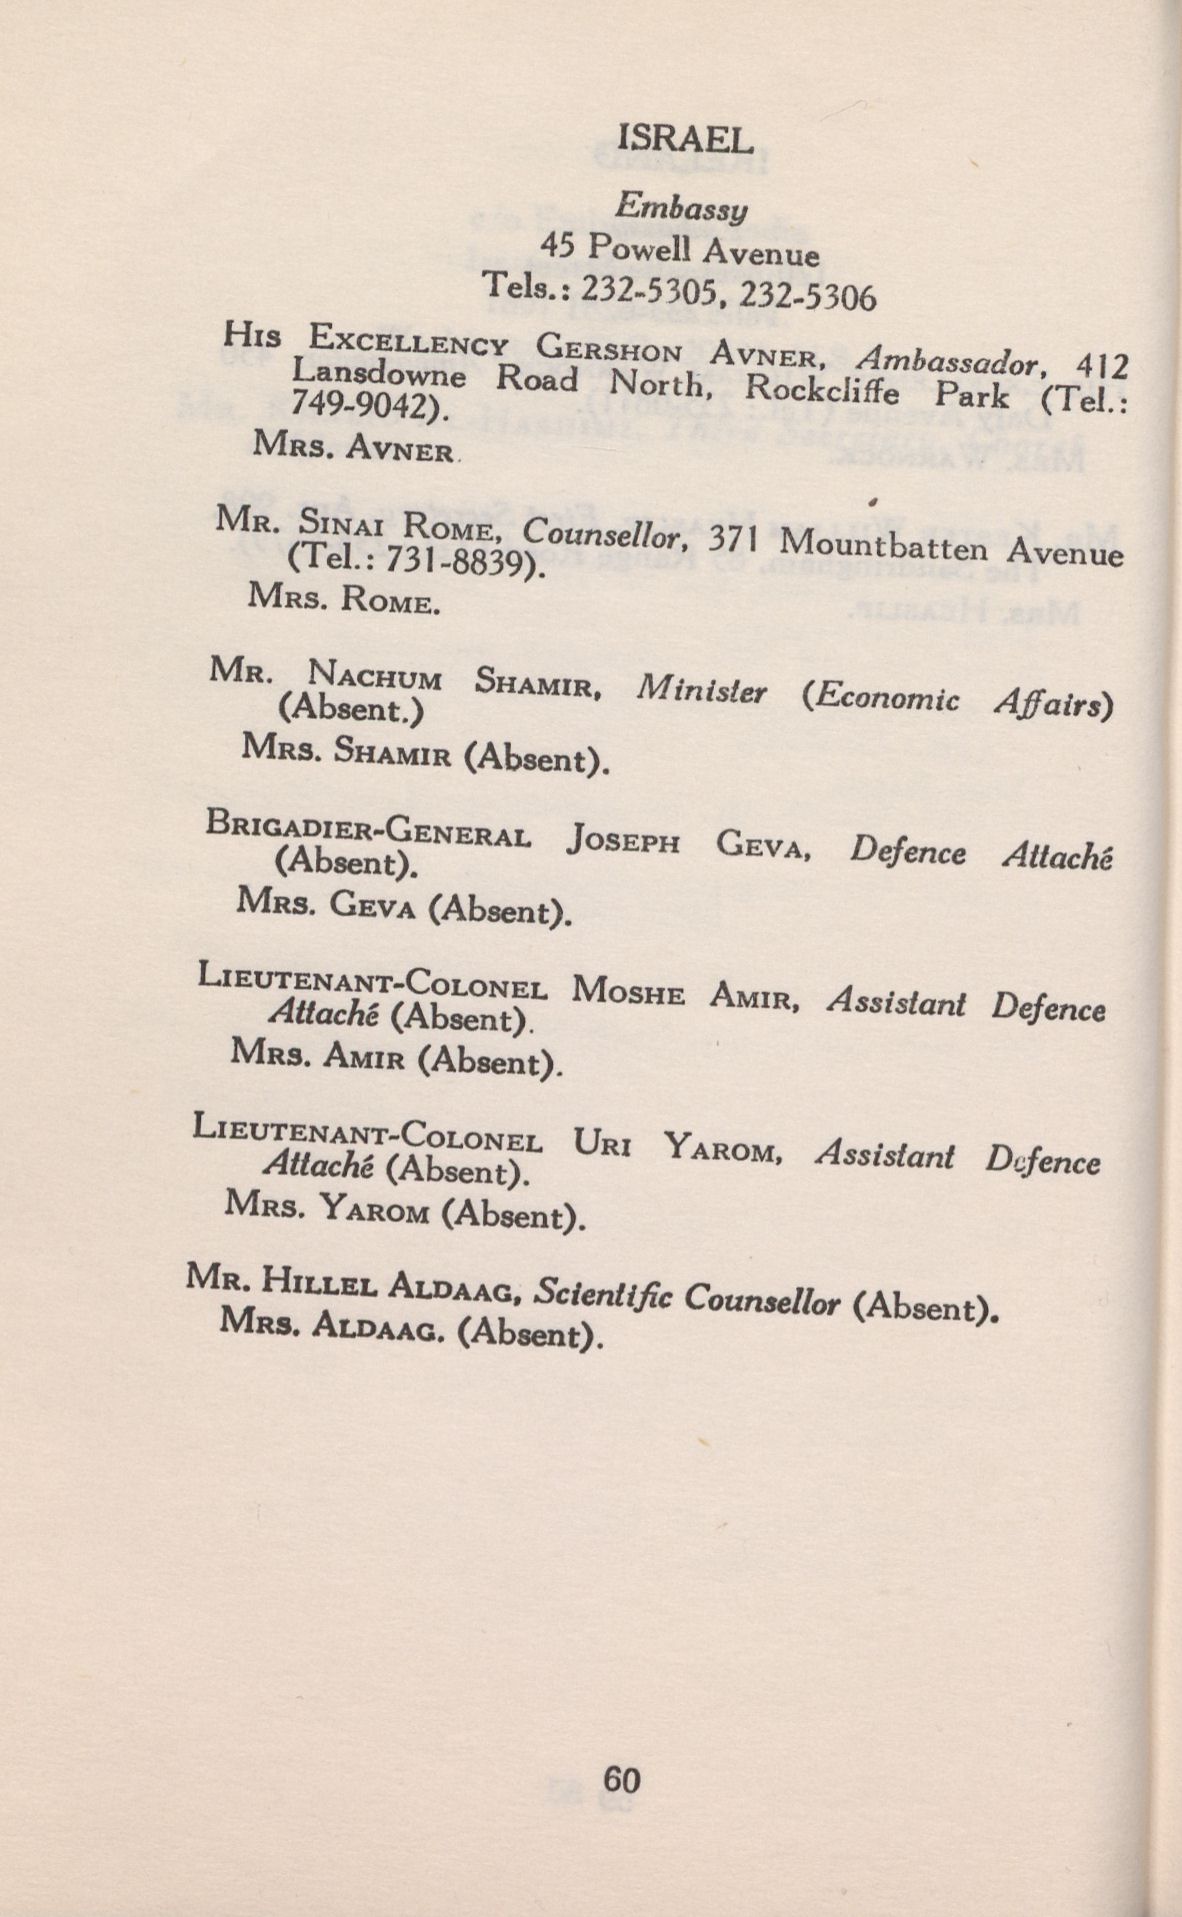 ISRAEL
Embassy
45 Powell Avenue
Tels.: 232-5305, 232-5306
HIS EXCELLENCY GERSHON AVNER, Ambassador, 412
Lansdowne Road North, Rockcliffe Park (Tel.:
749-9042).
MRS. AVNER.
MR. SINAI ROME, Counsellor, 371 Mountbatten Avenue
(Tel.: 731-8839).
MRS. ROME.
MR. NACHUM SHAMIR, Minister (Economic Affairs)
(Absent.)
MRS. SHAMIR (Absent).
BRIGADIER-GENERAL JOSEPH GEVA, Defence Attaché
(Absent).
MRS. GEVA (Absent).
LIEUTENANT-COLONEL MOSHE AMIR, Assistant Defence
Attaché (Absent).
MRS. AMIR (Absent).
LIEUTENANT-COLONEL URI YAROM, Assistant Defence
Attaché (Absent).
MRS. YAROM (Absent).
MR. HILLEL ALDAAG, Scientific Counsellor (Absent).
MRS. ALDAAG. (Absent).
60